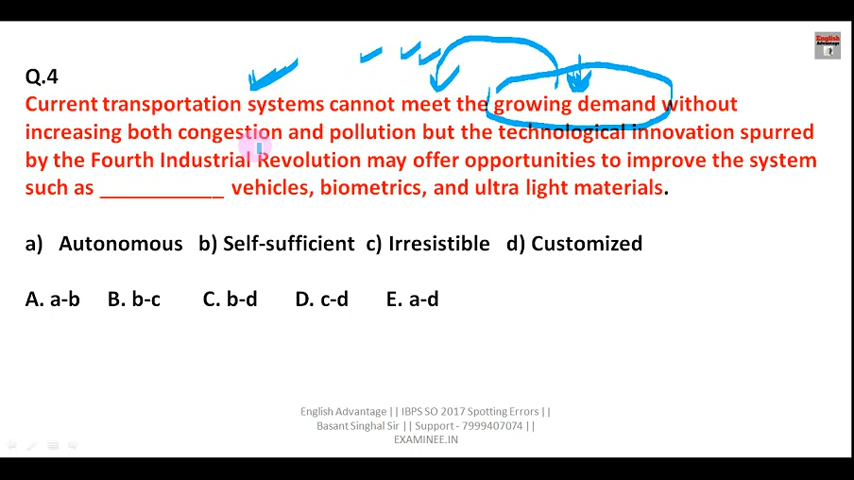 English
Advantage
Q.4
Current transportation systems cannot meet the growing demand without
increasing both congestion and pollution but the technological innovation spurred
by the Fourth Industrial Revolution may offer opportunities to improve the system
such as ____________ vehicles, biometrics, and ultra light materials.
a) Autonomous b) Self-sufficient c) Irresistible d) Customized
A. a-b B. b-c C. b-d D. c-d E. a-d
English Advantage || IBPS SO 2017 Spotting Errors ||
Basant Singhal Sir || Support - 7999407074 ||
EXAMINEE.IN